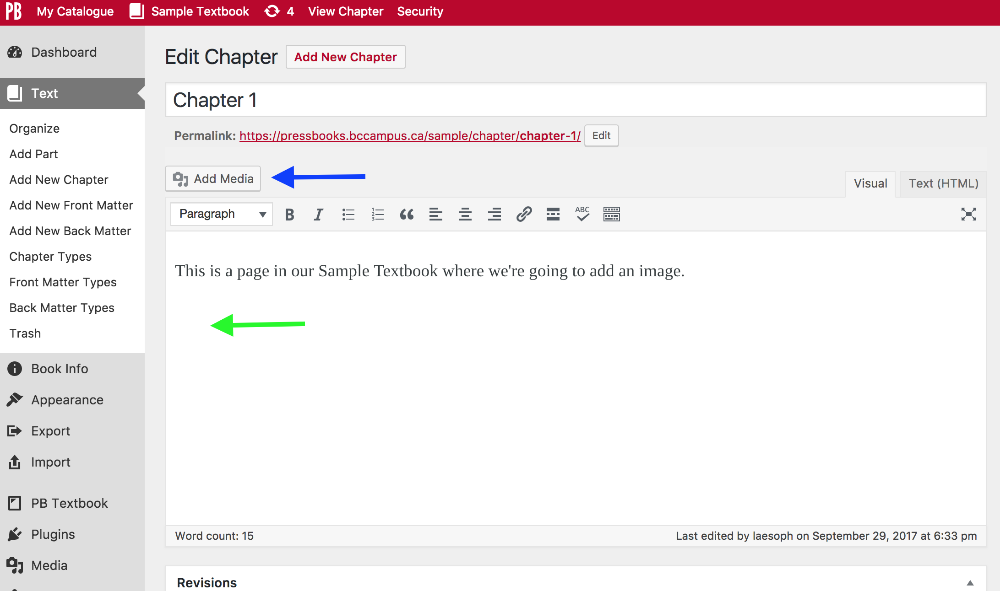 PB My Catalogue Sample Textbook 4 View Chapter Security
Dashboard
Text
Organize
Add Part
Add New Chapter
Add New Front Matter
Add New Back Matter
Chapter Types
Front Matter Types
Back Matter Types
Trash
Book Info
Appearance
Export
Import
PB Textbook
Plugins
Media
Edit Chapter Add New Chapter
Chapter 1
Permalink: https://pressbooks.bccampus.ca/sample/chapter/chapter-1/ Edit
Add Media
Visual Text (HTML)
Paragraph B I 1 2 3 ABC
This is a page in our Sample Textbook where we're going to add an image.
Word count: 15 Last edited by laesoph on September 29, 2017 at 6:33 pm
Revisions